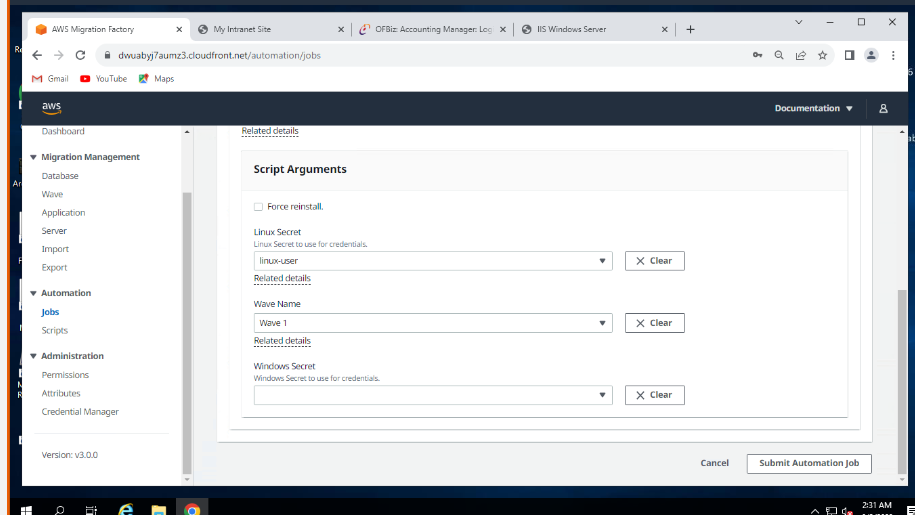 AWS Migration Factory
My Intranet Site
OFBiz: Accounting Manager: Log
IIS Windows Server
dwuabyj7aumz3.cloudfront.net/automation/jobs
Gmail
YouTube
Maps
aws
Documentation
Dashboard
Migration Management
Database
Wave
Application
Server
Import
Export
Automation
Jobs
Scripts
Administration
Permissions
Attributes
Credential Manager
Version: v3.0.0
Related details
Script Arguments
Force reinstall.
Linux Secret
Linux Secret to use for credentials.
linux-user
Clear
Related details
Wave Name
Wave 1
Clear
Related details
Windows Secret
Windows Secret to use for credentials.
Clear
Cancel
Submit Automation Job
2:31 AM